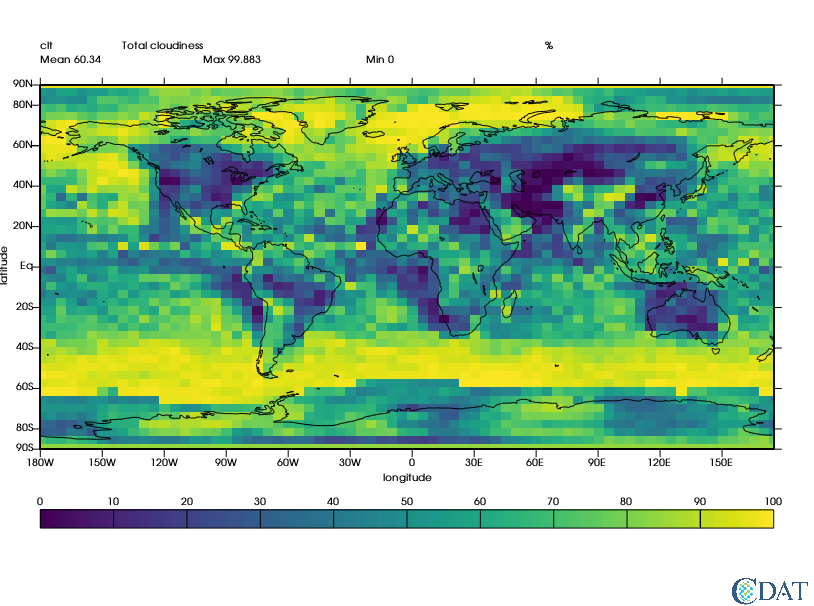 clt Total cloudiness %
Mean 60.34 Max 99.883 Min 0
90N
80N
60N
40N
20N
Eq
20S
40S
60S
80S
90S
latitude
180W 150W 120W 90W 60W 30W 0 30E 60E 90E 120E 150E
longitude
0 10 20 30 40 50 60 70 80 90 100
CDAT